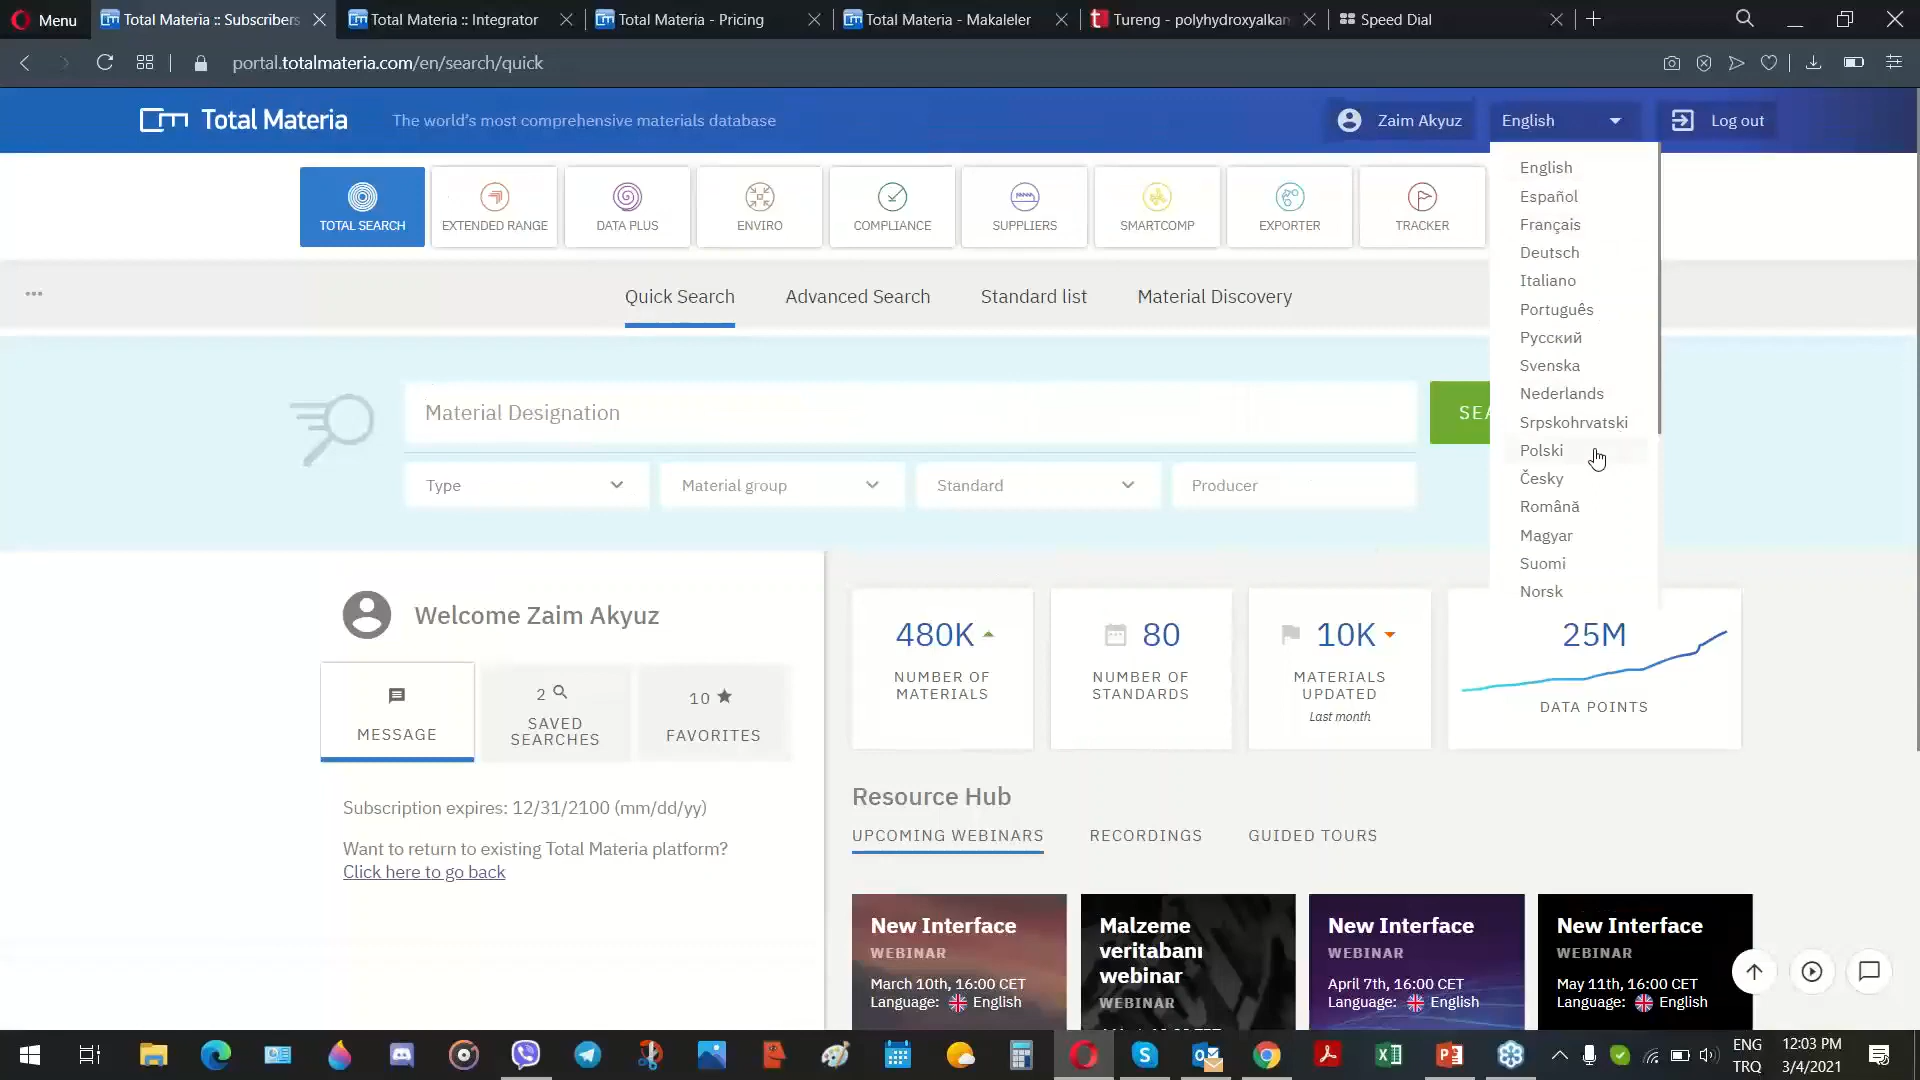 Menu
Total Materia :: Subscribers
Total Materia :: Integrator
Total Materia - Pricing
Total Materia - Makaleler
Tureng - polyhydroxyalkan
Speed Dial
portal.totalmateria.com/en/search/quick
Total Materia
The world's most comprehensive materials database
Zaim Akyuz
English
Log out
English
Español
Français
Deutsch
Italiano
Português
Русский
Svenska
Nederlands
Srpskohrvatski
Polski
Česky
Română
Magyar
Suomi
Norsk
TOTAL SEARCH
EXTENDED RANGE
DATA PLUS
ENVIRO
COMPLIANCE
SUPPLIERS
SMARTCOMP
EXPORTER
TRACKER
Quick Search
Advanced Search
Standard list
Material Discovery
Material Designation
SEA
Type
Material group
Standard
Producer
Welcome Zaim Akyuz
MESSAGE
2
SAVED
SEARCHES
10
FAVORITES
Subscription expires: 12/31/2100 (mm/dd/yy)
Want to return to existing Total Materia platform?
Click here to go back
480K
NUMBER OF
MATERIALS
80
NUMBER OF
STANDARDS
10K
MATERIALS
UPDATED
Last month
25M
DATA POINTS
Resource Hub
UPCOMING WEBINARS
RECORDINGS
GUIDED TOURS
New Interface
WEBINAR
March 10th, 16:00 CET
Language: English
Malzeme
veritabanı
webinar
WEBINAR
New Interface
WEBINAR
April 7th, 16:00 CET
Language: English
New Interface
WEBINAR
May 11th, 16:00 CET
Language: English
ENG
TRQ
12:03 PM
3/4/2021